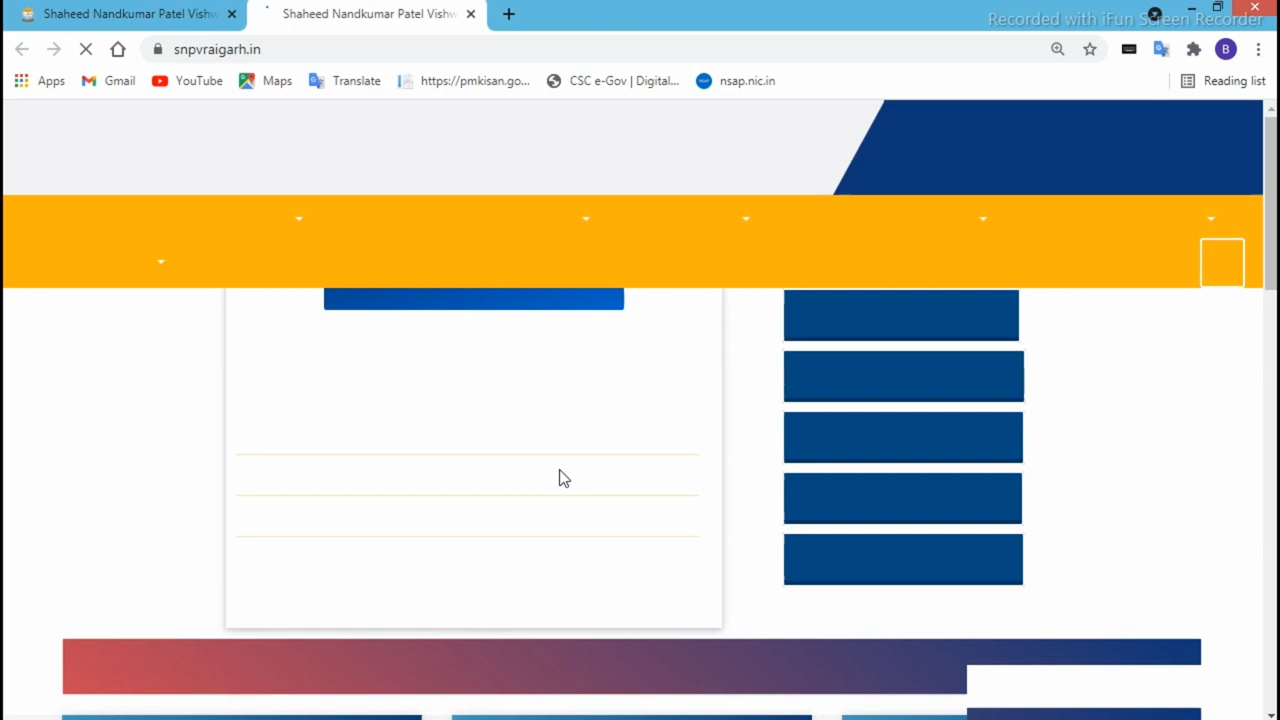 Shaheed Nandkumar Patel Vishw
Shaheed Nandkumar Patel Vishw
Recorded with iFun Screen Recorder
snpvraigarh.in
B
Apps
Gmail
YouTube
Maps
Translate
https://pmkisan.go...
CSC e-Gov | Digital...
nsap.nic.in
Reading list